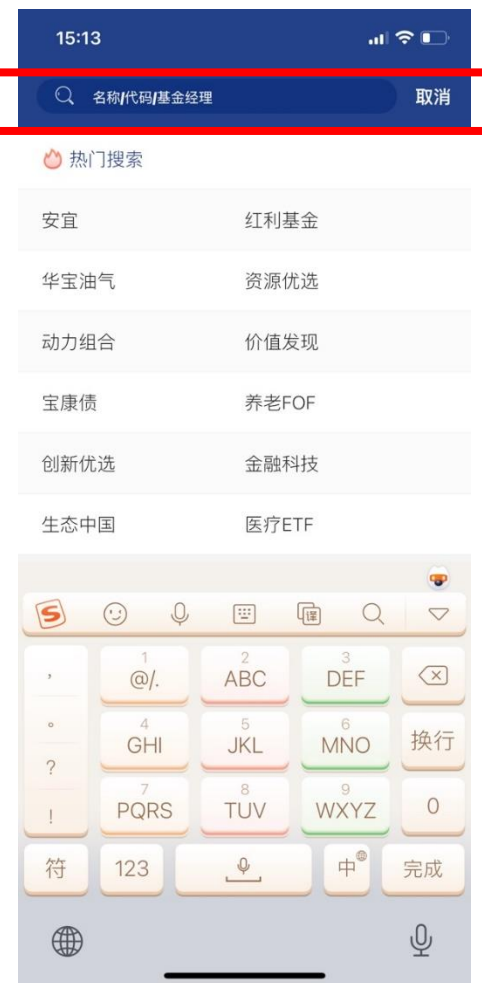 15:13
名称/代码/基金经理 取消
热门搜索
安宜 红利基金
华宝油气 资源优选
动力组合 价值发现
宝康债 养老FOF
创新优选 金融科技
生态中国 医疗ETF
S 译
, 1 @/. 2 ABC 3 DEF
。 4 GHI 5 JKL 6 MNO 换行
?
! 7 PQRS 8 TUV 9 WXYZ 0
符 123 中 完成